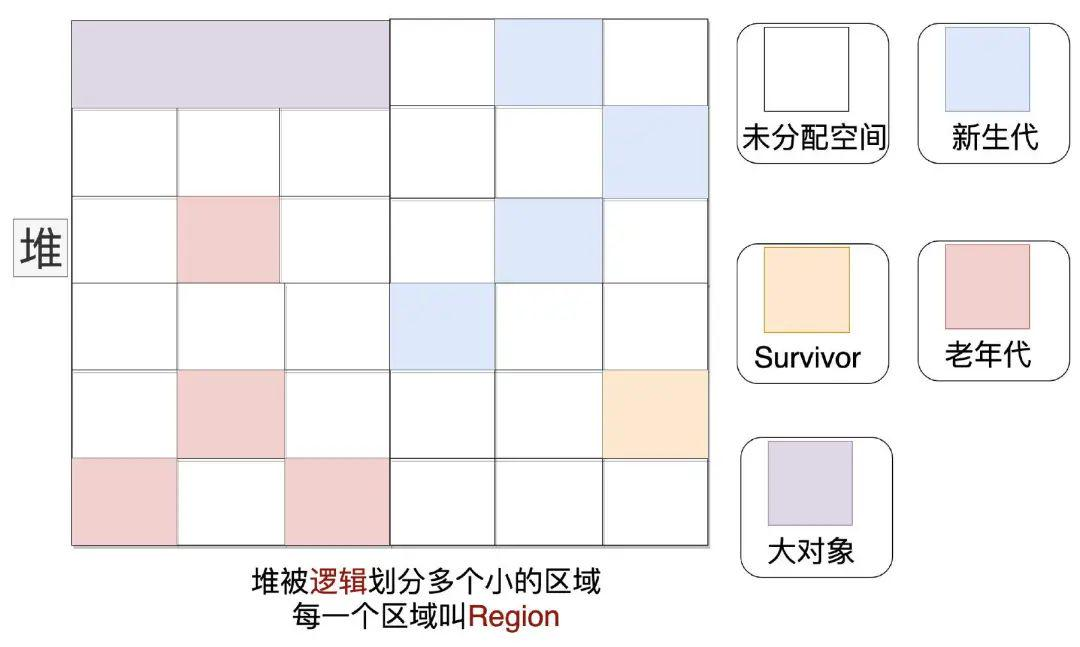 堆
未分配空间
新生代
Survivor
老年代
大对象
堆被逻辑划分多个小的区域
每一个区域叫Region